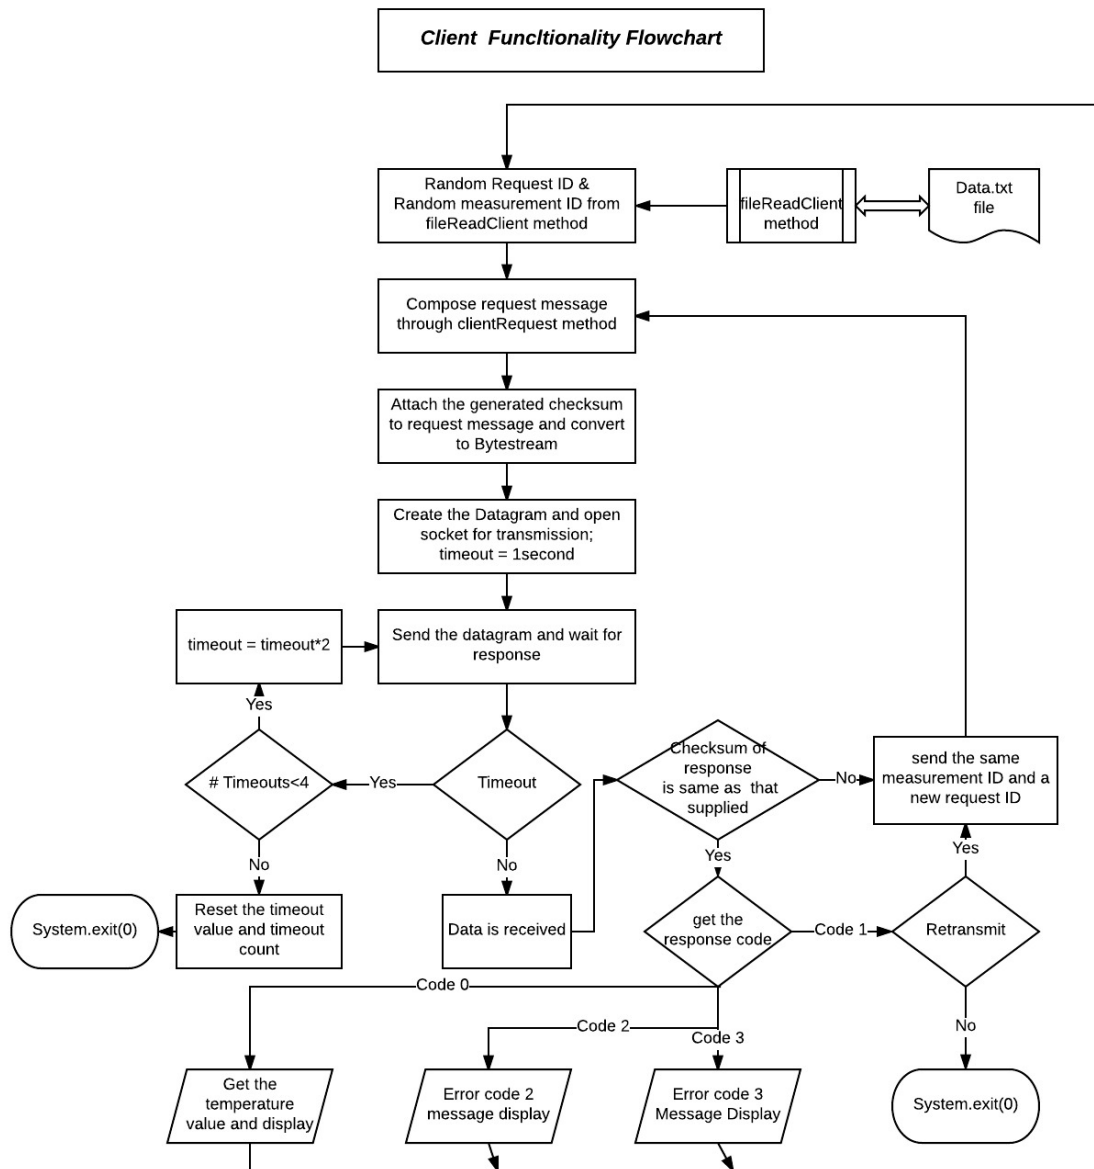 Client  Funcltionality Flowchart
Random Request ID &
Random measurement ID from
fileReadClient method
fileReadClient
method
Data.txt
file
Compose request message
through clientRequest method
Attach the generated checksum
to request message and convert
to Bytestream
Create the Datagram and open
socket for transmission;
timeout = 1second
timeout = timeout*2
Send the datagram and wait for
response
Yes
# Timeouts<4
Yes
Timeout
Checksum of
response
is same as  that
supplied
No
send the same
measurement ID and a
new request ID
No
No
Yes
Yes
System.exit(0)
Reset the timeout
value and timeout
count
Data is received
get the
response code
Code 1
Retransmit
Code 0
Code 2
Code 3
No
Get the
temperature
value and display
Error code 2
message display
Error code 3
Message Display
System.exit(0)